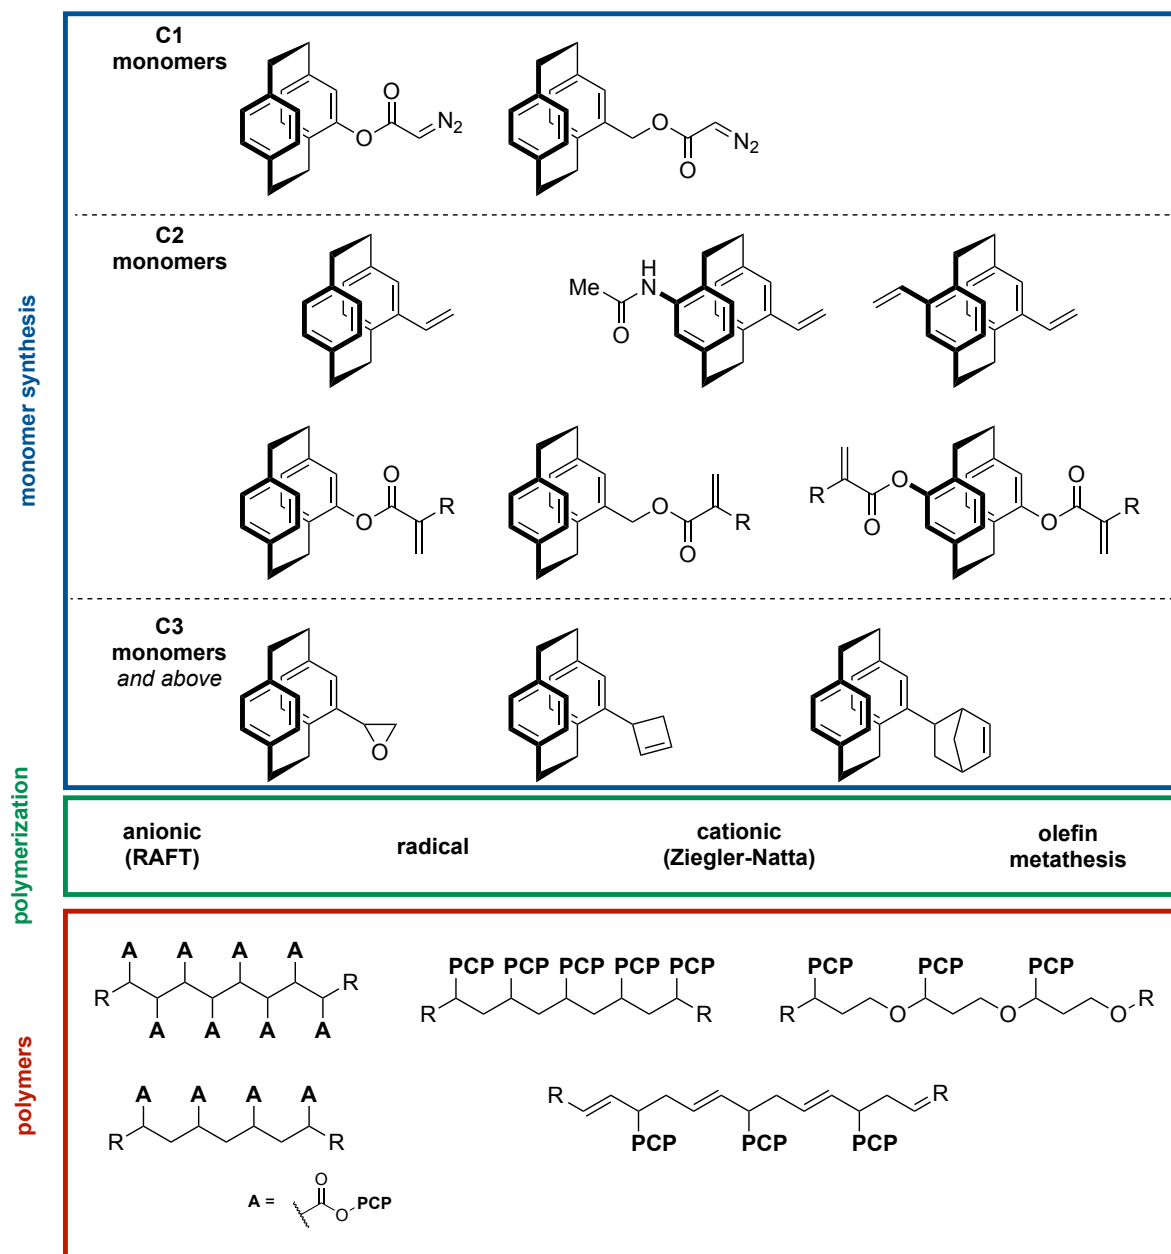 C1
monomers
O
O
N2
O
O
N2
C2
monomers
H
N
Me
O
O
O
R
O
O
R
R
O
O
O
O
R
C3
monomers
and above
O
monomer synthesis
anionic
(RAFT)
radical
cationic
(Ziegler-Natta)
olefin
metathesis
polymerization
A A A A
R R
A A A A
PCP PCP PCP PCP PCP
R R
PCP PCP PCP
R O O O R
A A A A
R R
R R
PCP PCP PCP
A =
O
O PCP
polymers